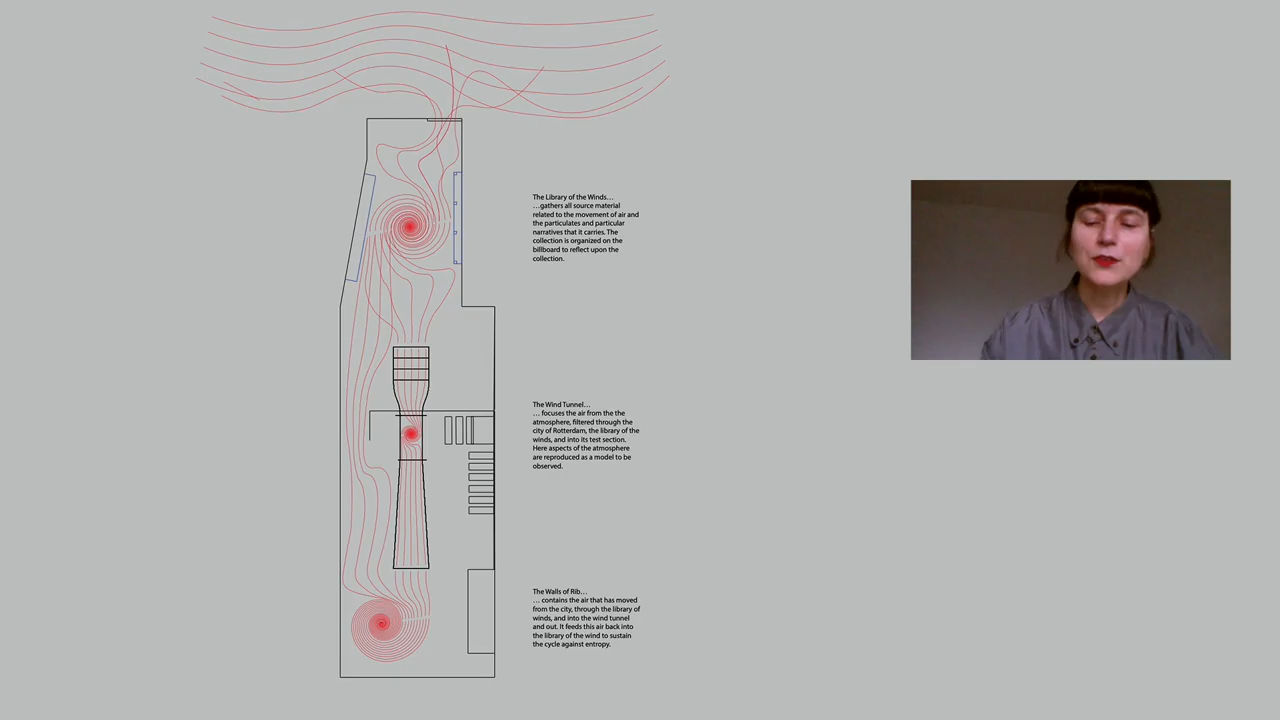 The Library of the Winds…
…gathers all source material
related to the movement of air and
the particulates and particular
narratives that it carries. The
collection is organized on the
billboard to reflect upon the
collection.
The Wind Tunnel…
… focuses the air from the the
atmosphere, filtered through the
city of Rotterdam, the library of the
winds, and into its test section.
Here aspects of the atmosphere
are reproduced as a model to be
observed.
The Walls of Rib…
… contains the air that has moved
from the city, through the library of
winds, and into the wind tunnel
and out. It feeds this air back into
the library of the wind to sustain
the cycle against entropy.